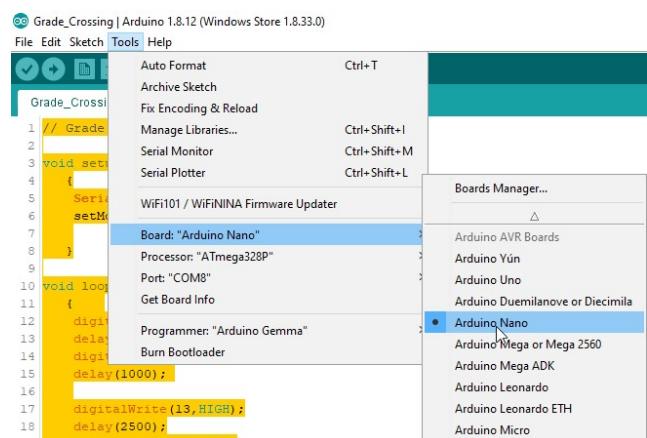 Grade_Crossing | Arduino 1.8.12 (Windows Store 1.8.33.0)
File Edit Sketch Tools Help
Grade_Crossi
Auto Format Ctrl+T
Archive Sketch
Fix Encoding & Reload
Manage Libraries... Ctrl+Shift+I
Serial Monitor Ctrl+Shift+M
Serial Plotter Ctrl+Shift+L
WiFi101 / WiFiNINA Firmware Updater
Board: "Arduino Nano"
Processor: "ATmega328P"
Port: "COM8"
Get Board Info
Programmer: "Arduino Gemma"
Burn Bootloader
Boards Manager...
Arduino AVR Boards
Arduino Yún
Arduino Uno
Arduino Duemilanove or Diecimila
Arduino Nano
Arduino Mega or Mega 2560
Arduino Mega ADK
Arduino Leonardo
Arduino Leonardo ETH
Arduino Micro
1 // Grade
2
3 void set
4 {
5 Seria
6 setMo
7
8 }
9
10 void loop
11 {
12 digit
13 delay
14 digit
15 delay(1000);
16
17 digitalWrite(13,HIGH);
18 delay(2500);